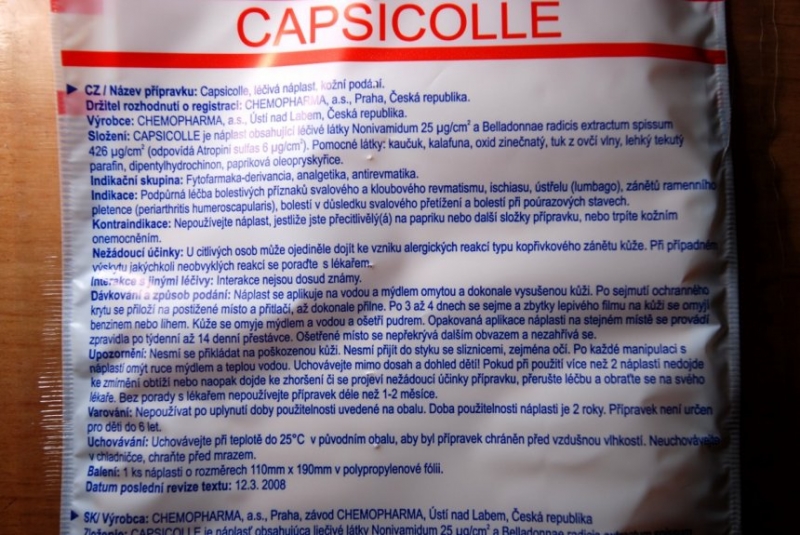 CAPSICOLLE
CZ / Název přípravku: Capsicolle, léčivá náplast, kožní podání.
Držitel rozhodnutí o registraci: CHEMOPHARMA, a.s., Praha, Česká republika.
Výrobce: CHEMOPHARMA, a.s., Ústí nad Labem, Česká republika.
Složení: CAPSICOLLE je náplast obsahující léčivé látky Nonivamidum 25 µg/cm² a Belladonnae radicis extractum spissum
426 µg/cm² (odpovídá Atropini sulfas 6 µg/cm²). Pomocné látky: kaučuk, kalafuna, oxid zinečnatý, tuk z ovčí vlny, lehký tekutý
parafin, dipentylhydrochinon, papriková oleopryskyřice.
Indikační skupina: Fytofarmaka-derivancia, analgetika, antirevmatika.
Indikace: Podpůrná léčba bolestivých příznaků svalového a kloubového revmatismu, ischiasu, ústřelu (lumbago), zánětů ramenního
pletence (periarthritis humeroscapularis), bolestí v důsledku svalového přetížení a bolestí při poúrazových stavech.
Kontraindikace: Nepoužívejte náplast, jestliže jste přecitlivělý(á) na papriku nebo další složky přípravku, nebo trpíte kožním
onemocněním.
Nežádoucí účinky: U citlivých osob může ojediněle dojít ke vzniku alergických reakcí typu kopřivkového zánětu kůže. Při případném
výskytu jakýchkoli neobvyklých reakcí se poraďte s lékařem.
Interakce s jinými léčivy: Interakce nejsou dosud známy.
Dávkování a způsob podání: Náplast se aplikuje na vodou a mýdlem omytou a dokonale vysušenou kůži. Po sejmutí ochranného
krytu se přiloží na postižené místo a přitlačí, až dokonale přilne. Po 3 až 4 dnech se sejme a zbytky lepivého filmu na kůži se omyjí
benzinem nebo lihem. Kůže se omyje mýdlem a vodou a ošetří pudrem. Opakovaná aplikace náplasti na stejném místě se provádí
zpravidla po týdenní až 14 denní přestávce. Ošetřené místo se nepřekrývá dalším obvazem a nezahřívá se.
Upozornění: Nesmí se přikládat na poškozenou kůži. Nesmí přijít do styku se sliznicemi, zejména očí. Po každé manipulaci s
náplastí omýt ruce mýdlem a teplou vodou. Uchovávejte mimo dosah a dohled dětí! Pokud při použití více než 2 náplastí nedojde
ke zmírnění obtíží nebo naopak dojde ke zhoršení či se projeví nežádoucí účinky přípravku, přerušte léčbu a obraťte se na svého
lékaře. Bez porady s lékařem nepoužívejte přípravek déle než 1-2 měsíce.
Varování: Nepoužívat po uplynutí doby použitelnosti uvedené na obalu. Doba použitelnosti náplasti je 2 roky. Přípravek není určen
pro děti do 6 let.
Uchovávání: Uchovávejte při teplotě do 25°C v původním obalu, aby byl přípravek chráněn před vzdušnou vlhkostí. Neuchovávejte
v chladničce, chraňte před mrazem.
Balení: 1 ks náplasti o rozměrech 110mm x 190mm v polypropylenové fólii.
Datum poslední revize textu: 12.3. 2008
SK/ Výrobca: CHEMOPHARMA, a.s., Praha, závod CHEMOPHARMA, Ústí nad Labem, Česká republika
Zloženie: CAPSICOLLE je náplasť obsahujúca liečivé látky Nonivamidum 25 µg/cm² a Belladonnae radicis extractum spissum